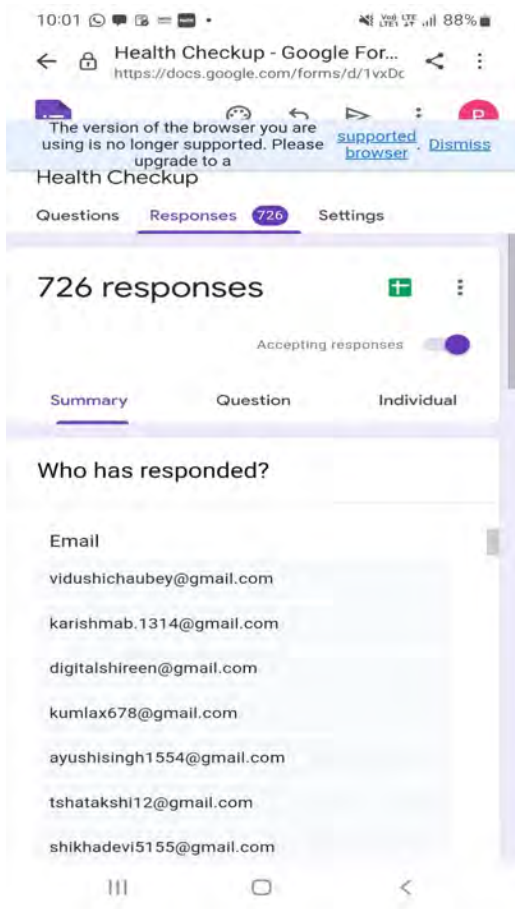 10:01 88%
Health Checkup - Google For...
https://docs.google.com/forms/d/1vxDc
P
The version of the browser you are
using is no longer supported. Please
upgrade to a
supported
browser. Dismiss
Health Checkup
Questions Responses 726 Settings
726 responses
Accepting responses
Summary Question Individual
Who has responded?
Email
vidushichaubey@gmail.com
karishmab.1314@gmail.com
digitalshireen@gmail.com
kumlax678@gmail.com
ayushisingh1554@gmail.com
tshatakshi12@gmail.com
shikhadevi5155@gmail.com